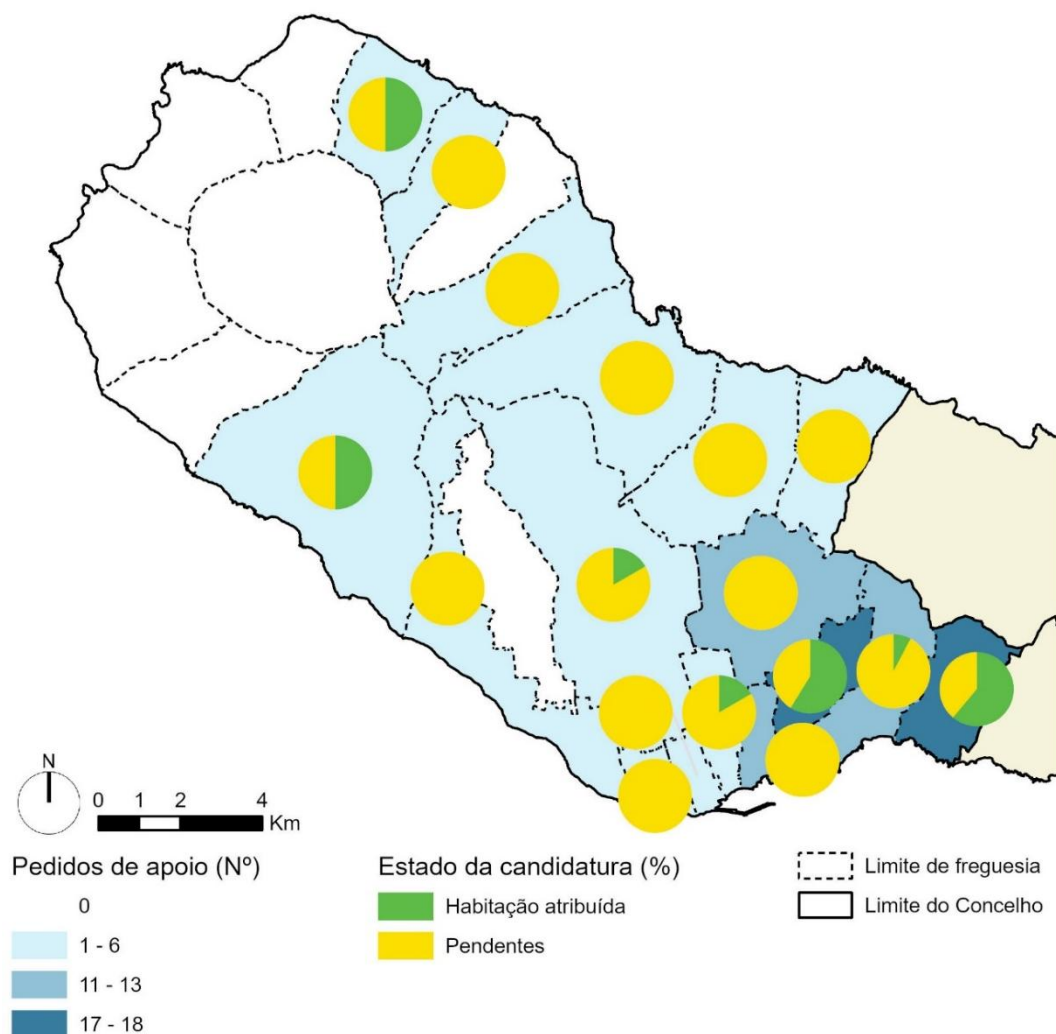 N
0 1 2 4
Km
Pedidos de apoio (Nº)
0
1 - 6
11 - 13
17 - 18
Estado da candidatura (%)
Habitação atribuída
Pendentes
Limite de freguesia
Limite do Concelho